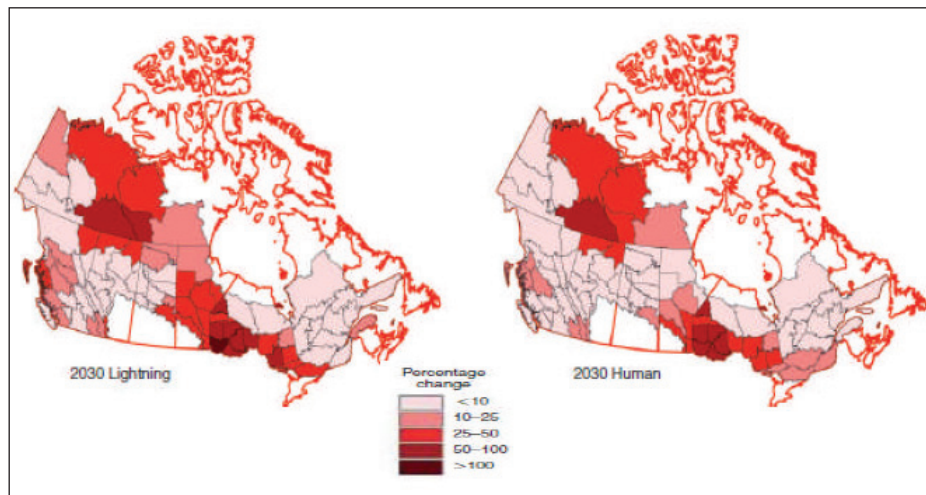 2030 Lightning
2030 Human
Percentage
change
<10
10–25
25–50
50–100
>100